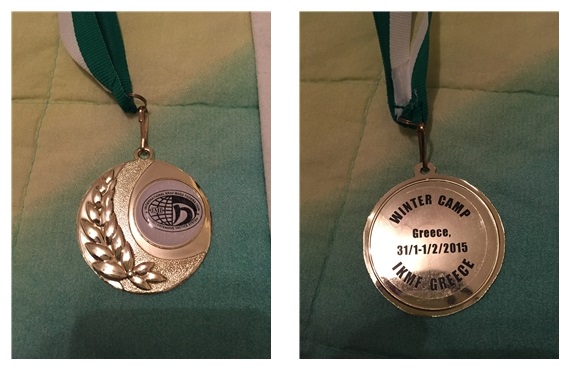 WINTER CAMP
Greece,
31/1-1/2/2015
IKMF GREECE